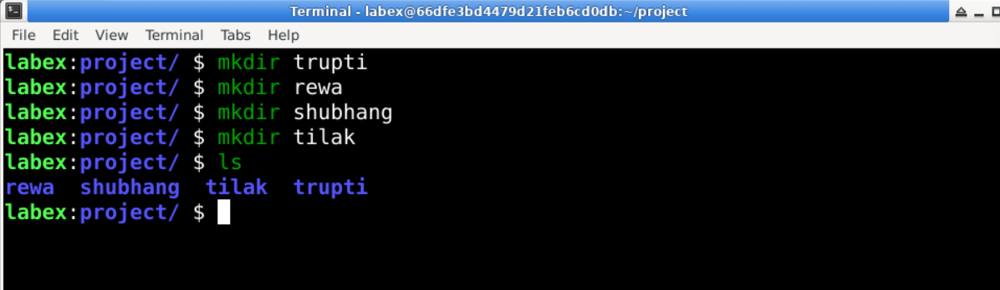 Terminal - labex@66dfe3bd4479d21feb6cd0db:~/project
File Edit View Terminal Tabs Help
labex:project/ $ mkdir trupti
labex:project/ $ mkdir rewa
labex:project/ $ mkdir shubhang
labex:project/ $ mkdir tilak
labex:project/ $ ls
rewa shubhang tilak trupti
labex:project/ $